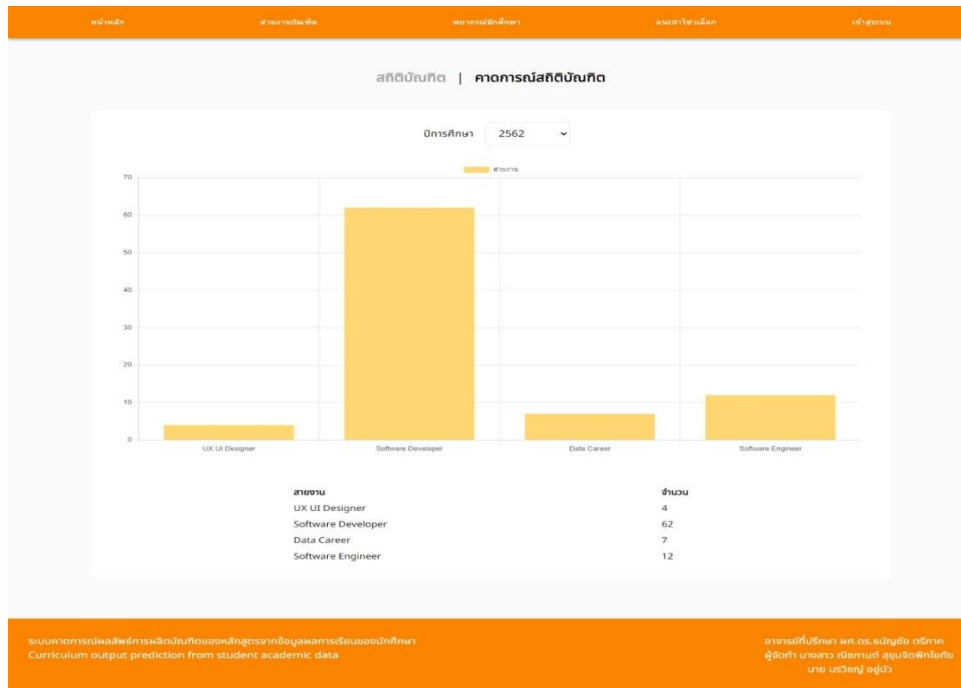 หน้าหลัก สายงานบัณฑิต พยากรณ์นักศึกษา แนะนำวิชาเลือก เข้าสู่ระบบ
สถิติบัณฑิต | คาดการณ์สถิติบัณฑิต
ปีการศึกษา 2562
สายงาน
70
60
50
40
30
20
10
0
UX UI Designer Software Developer Data Career Software Engineer
สายงาน จำนวน
UX UI Designer 4
Software Developer 62
Data Career 7
Software Engineer 12
ระบบคาดการณ์ผลลัพธ์การผลิตบัณฑิตของหลักสูตรจากข้อมูลผลการเรียนของนักศึกษา
Curriculum output prediction from student academic data
อาจารย์ที่ปรึกษา ผศ.ดร.ธนัญชัย ตรีภาค
ผู้จัดทำ นางสาว ณิชกานต์ สุขุมจิตพิทโยทัย
นาย นรวิชญ์ อยู่บัว